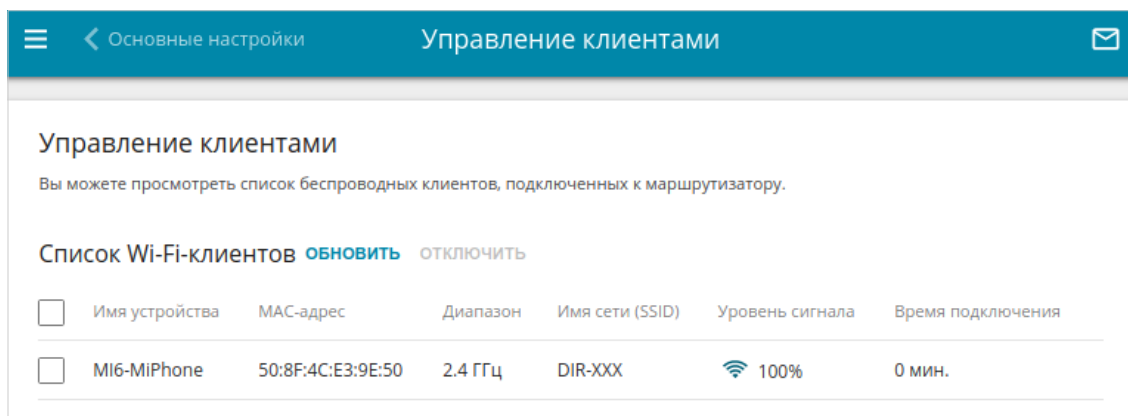 Основные настройки Управление клиентами
Управление клиентами
Вы можете просмотреть список беспроводных клиентов, подключенных к маршрутизатору.
Список Wi-Fi-клиентов ОБНОВИТЬ ОТКЛЮЧИТЬ
Имя устройства MAC-адрес Диапазон Имя сети (SSID) Уровень сигнала Время подключения
MI6-MiPhone 50:8F:4C:E3:9E:50 2.4 ГГц DIR-XXX 100% 0 мин.